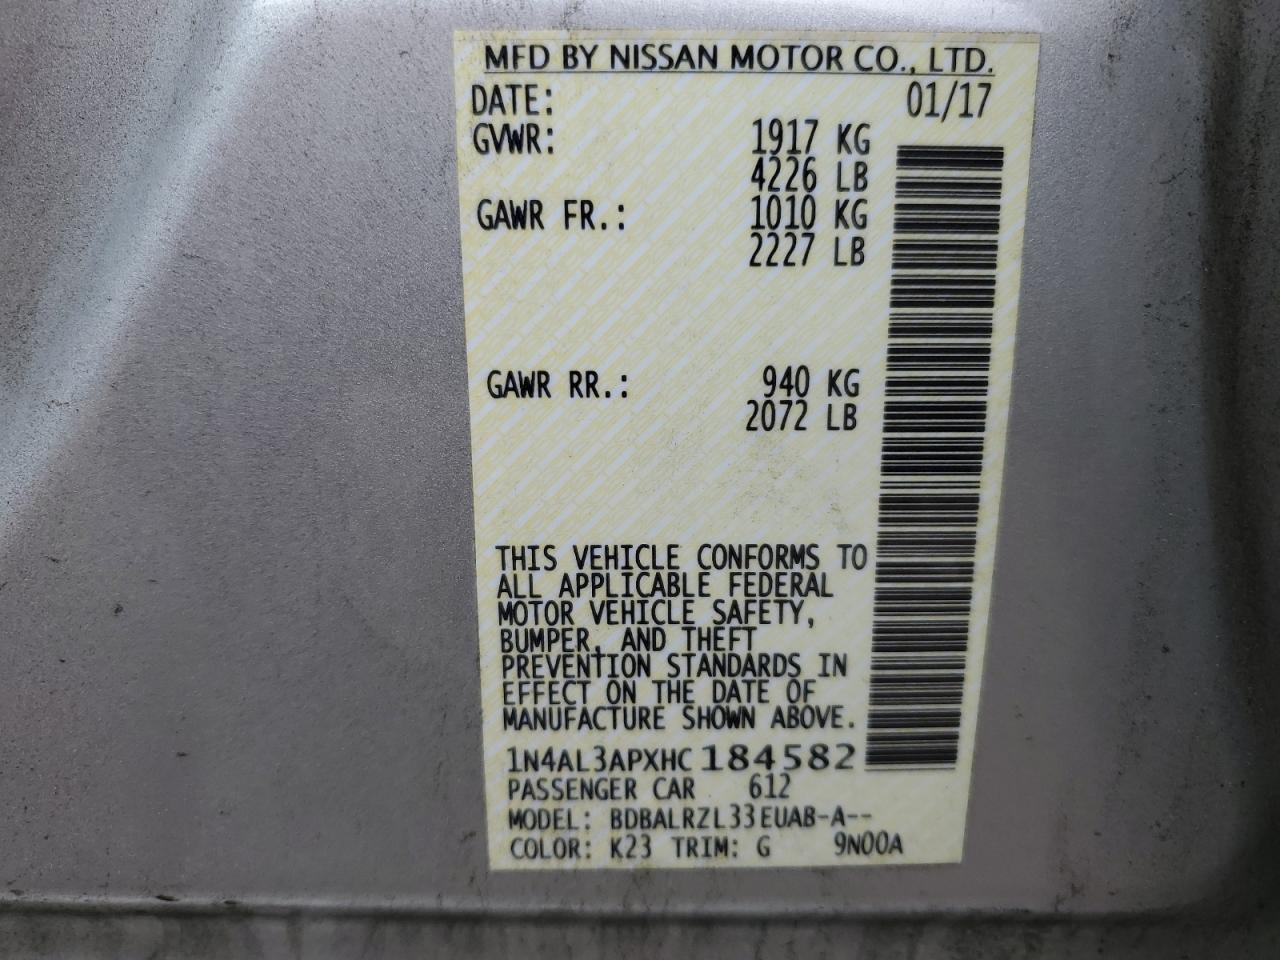 MFD BY NISSAN MOTOR CO., LTD.
DATE: 01/17
GVWR: 1917 KG
4226 LB
GAWR FR.: 1010 KG
2227 LB
GAWR RR.: 940 KG
2072 LB
THIS VEHICLE CONFORMS TO
ALL APPLICABLE FEDERAL
MOTOR VEHICLE SAFETY,
BUMPER, AND THEFT
PREVENTION STANDARDS IN
EFFECT ON THE DATE OF
MANUFACTURE SHOWN ABOVE.
1N4AL3APXHC184582
PASSENGER CAR 612
MODEL: BDBALRZL33EUAB-A--
COLOR: K23 TRIM: G 9N00A